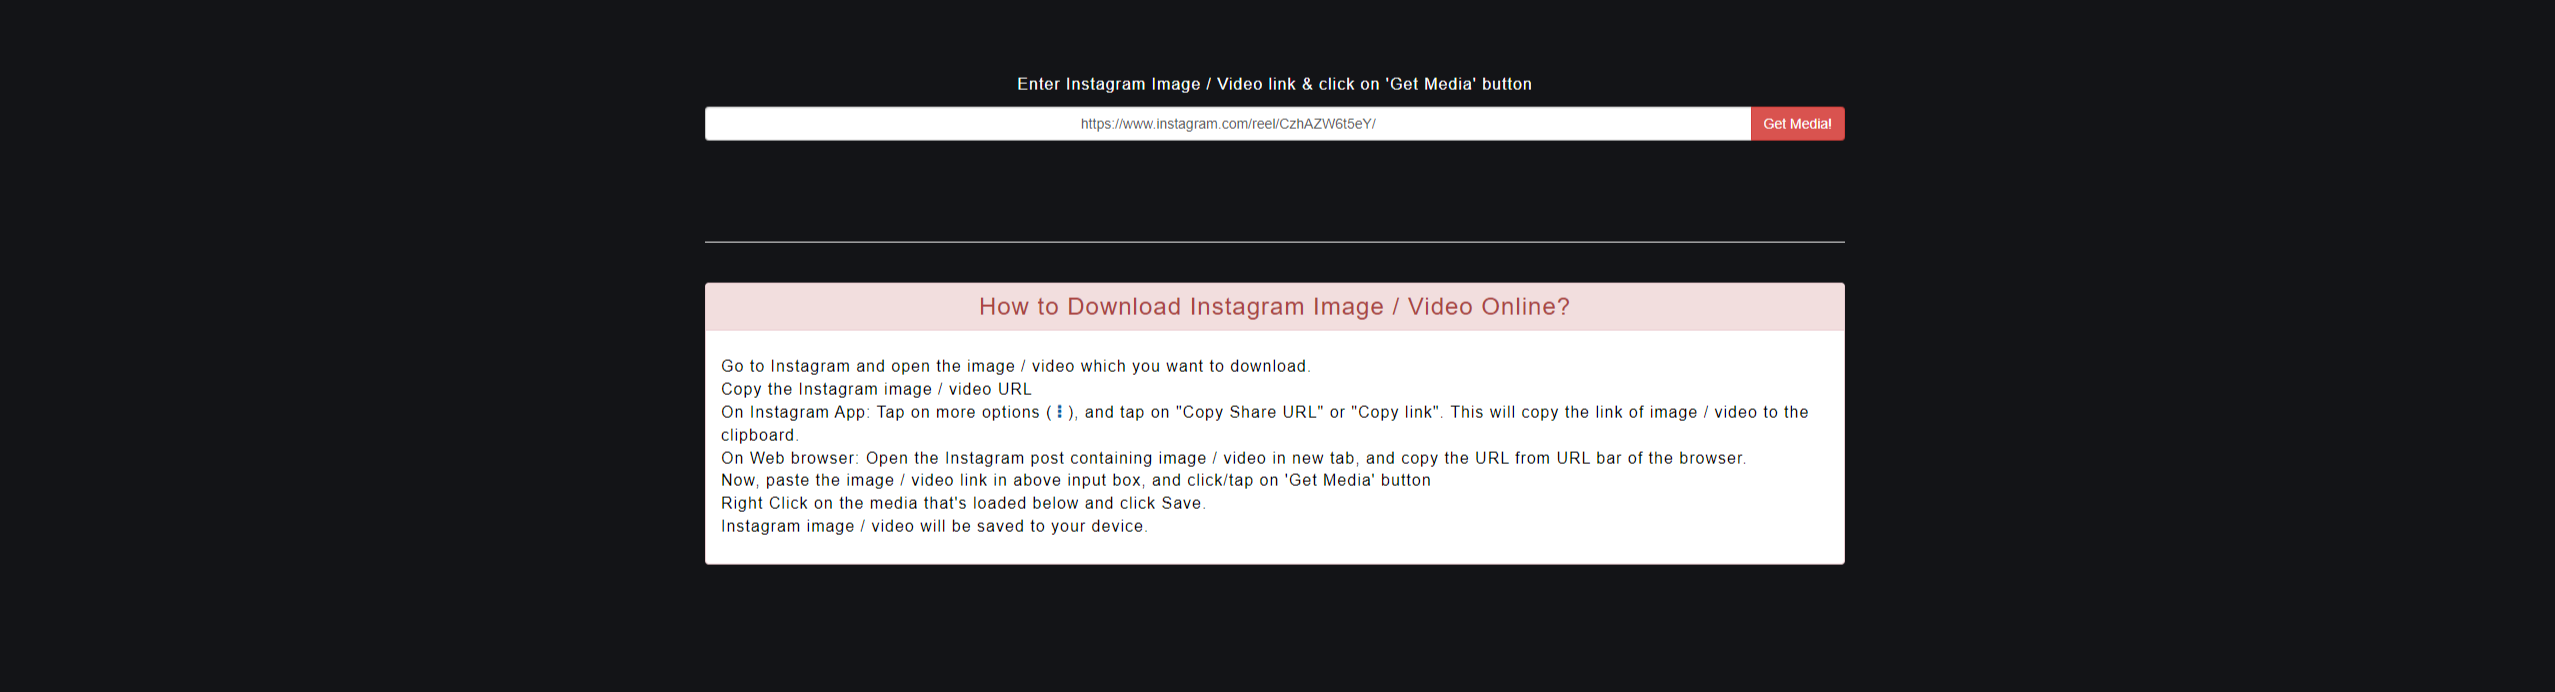 Enter Instagram Image / Video link & click on 'Get Media' button
https://www.instagram.com/reel/CzhAZW6t5eY/
Get Media!
How to Download Instagram Image / Video Online?
Go to Instagram and open the image / video which you want to download.
Copy the Instagram image / video URL
On Instagram App: Tap on more options (⋮), and tap on "Copy Share URL" or "Copy link". This will copy the link of image / video to the
clipboard.
On Web browser: Open the Instagram post containing image / video in new tab, and copy the URL from URL bar of the browser.
Now, paste the image / video link in above input box, and click/tap on 'Get Media' button
Right Click on the media that's loaded below and click Save.
Instagram image / video will be saved to your device.